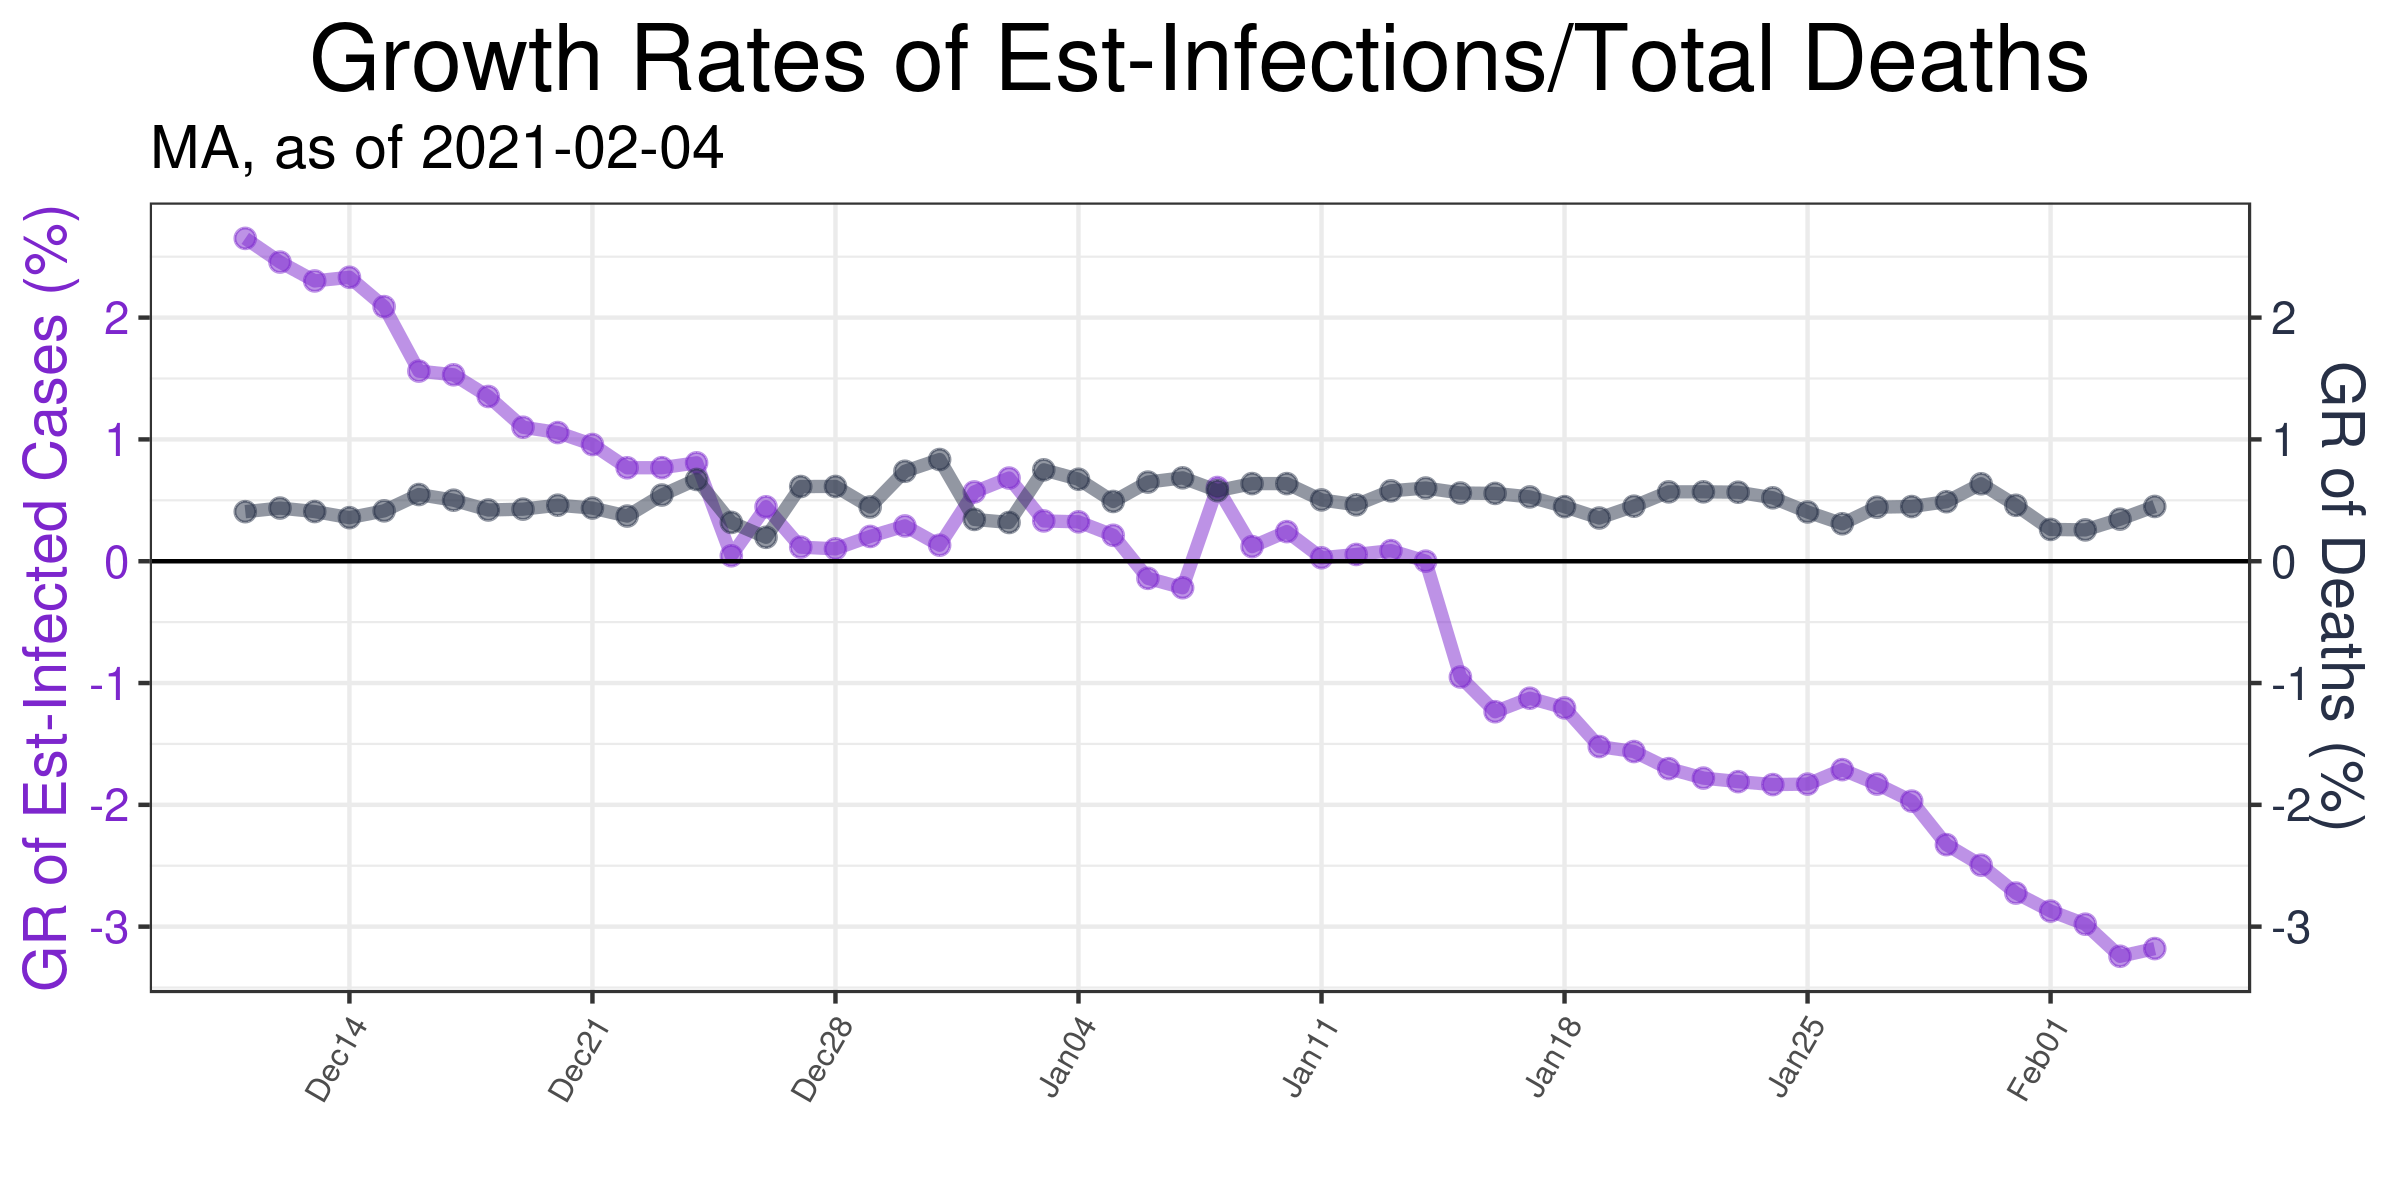 Growth Rates of Est-Infections/Total Deaths
MA, as of 2021-02-04
GR of Est-Infected Cases (%)
2
1
0
-1
-2
-3
2
1
0
-1
-2
-3
GR of Deaths (%)
Dec14
Dec21
Dec28
Jan04
Jan11
Jan18
Jan25
Feb01